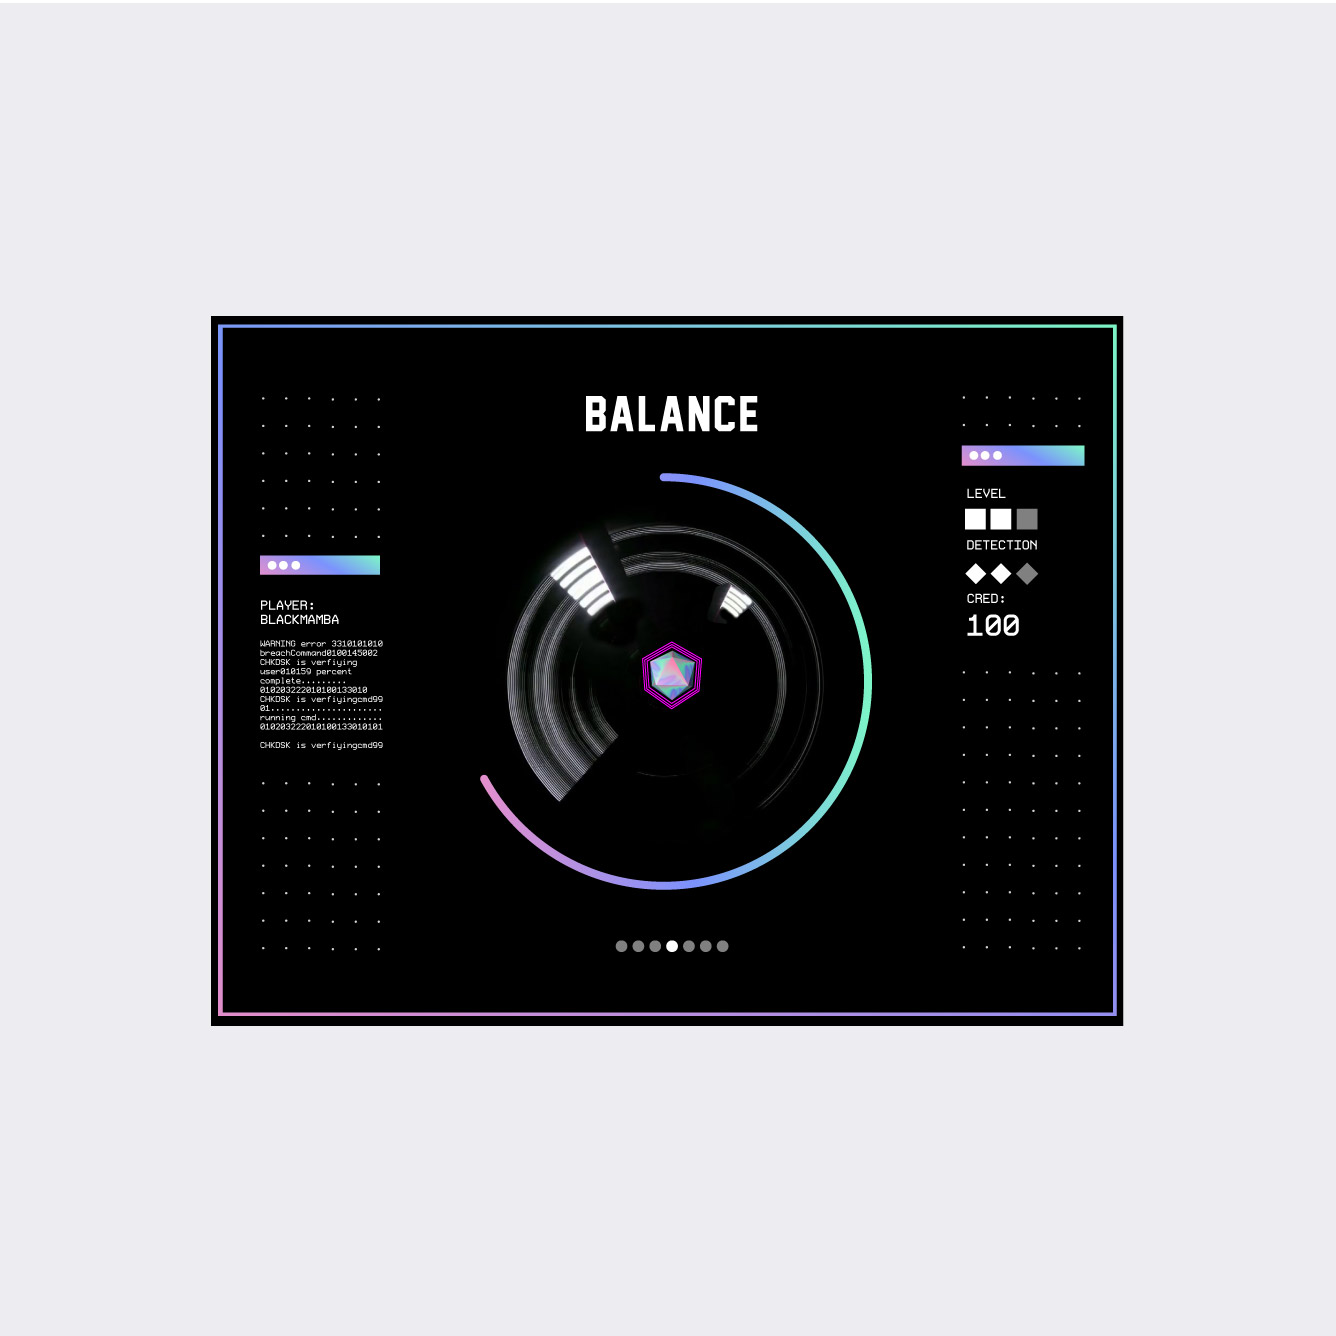 BALANCE
PLAYER:
BLACKMAMBA
WARNING error 3310101010
breachCommand0100145002
CHKDSK is verfiying
user010159 percent
complete.........
010203222010100133010
CHKDSK is verfiyingcmd99
01......................
running cmd.............
010203222010100133010101
CHKDSK is verfiyingcmd99
LEVEL
DETECTION
CRED:
100